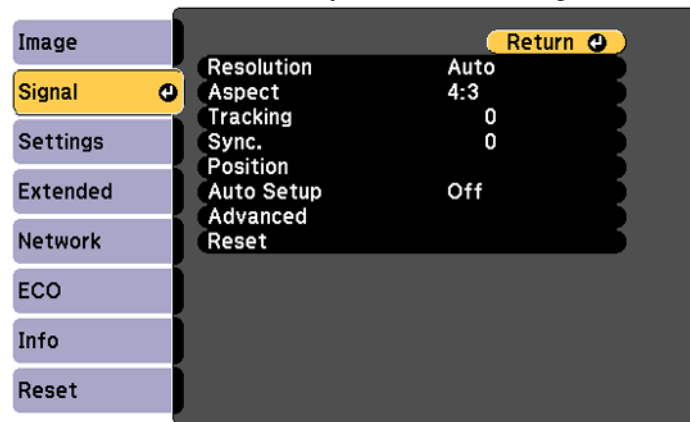 Image
Signal
Settings
Extended
Network
ECO
Info
Reset
Return
Resolution Auto
Aspect 4:3
Tracking 0
Sync. 0
Position
Auto Setup Off
Advanced
Reset